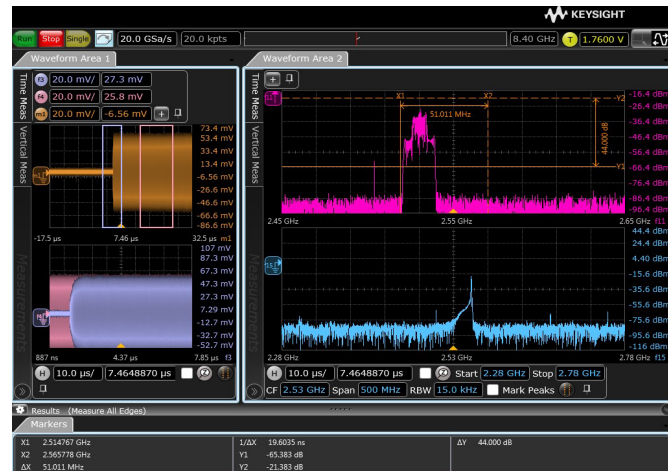 KEYSIGHT
Run Stop Single 20.0 GSa/s 20.0 kpts 8.40 GHz T 1.7600 V
Waveform Area 1
Time Meas
Vertical Meas
Measurements
f3 20.0 mV/ 27.3 mV
f4 20.0 mV/ 25.8 mV
m1 20.0 mV/ -6.56 mV
73.4 mV
53.4 mV
33.4 mV
13.4 mV
-6.56 mV
-26.6 mV
-46.6 mV
-66.6 mV
-86.6 mV
-17.5 µs 7.46 µs 32.5 µs m1
107 mV
87.3 mV
67.3 mV
47.3 mV
27.3 mV
7.29 mV
-12.7 mV
-32.7 mV
-52.7 mV
887 ns 4.37 µs 7.85 µs f3
H 10.0 µs/ 7.4648870 µs
Waveform Area 2
Time Meas
Vertical Meas
Measurements
X1 X2
51.011 MHz
44.000 dB
Y2
Y1
-16.4 dBm
-26.4 dBm
-36.4 dBm
-46.4 dBm
-56.4 dBm
-66.4 dBm
-76.4 dBm
-86.4 dBm
-96.4 dBm
2.45 GHz 2.55 GHz 2.65 GHz f11
44.4 dBm
24.4 dBm
4.40 dBm
-15.6 dBm
-35.6 dBm
-55.6 dBm
-75.6 dBm
-95.6 dBm
-116 dBm
2.28 GHz 2.53 GHz 2.78 GHz f15
H 10.0 µs/ 7.4648870 µs Start 2.28 GHz Stop 2.78 GHz
CF 2.53 GHz Span 500 MHz RBW 15.0 kHz Mark Peaks
Results (Measure All Edges)
Markers
X1 2.514767 GHz 1/ΔX 19.6035 ns ΔY 44.000 dB
X2 2.565778 GHz Y1 -65.383 dB
ΔX 51.011 MHz Y2 -21.383 dB